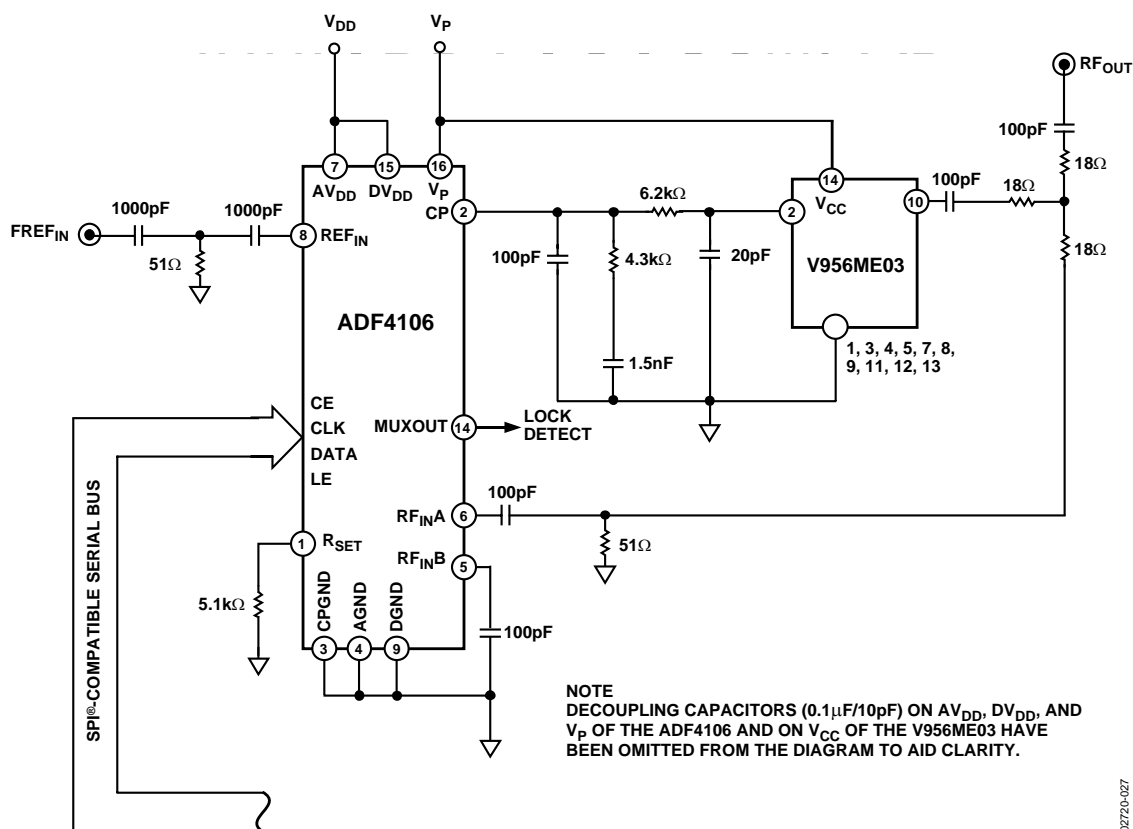 V_DD
V_P
RF_OUT
100pF
18Ω
7
15
16
AV_DD
DV_DD
V_P
CP
2
6.2kΩ
2
14
V_CC
10
100pF
18Ω
18Ω
FREF_IN
1000pF
1000pF
8
REF_IN
51Ω
100pF
4.3kΩ
20pF
V956ME03
ADF4106
1.5nF
1, 3, 4, 5, 7, 8,
9, 11, 12, 13
CE
CLK
DATA
LE
MUXOUT
14
LOCK
DETECT
SPI®-COMPATIBLE SERIAL BUS
100pF
RF_INA
6
51Ω
1
R_SET
RF_INB
5
5.1kΩ
CPGND
AGND
DGND
3
4
9
100pF
NOTE
DECOUPLING CAPACITORS (0.1μF/10pF) ON AV_DD, DV_DD, AND
V_P OF THE ADF4106 AND ON V_CC OF THE V956ME03 HAVE
BEEN OMITTED FROM THE DIAGRAM TO AID CLARITY.
02720-027